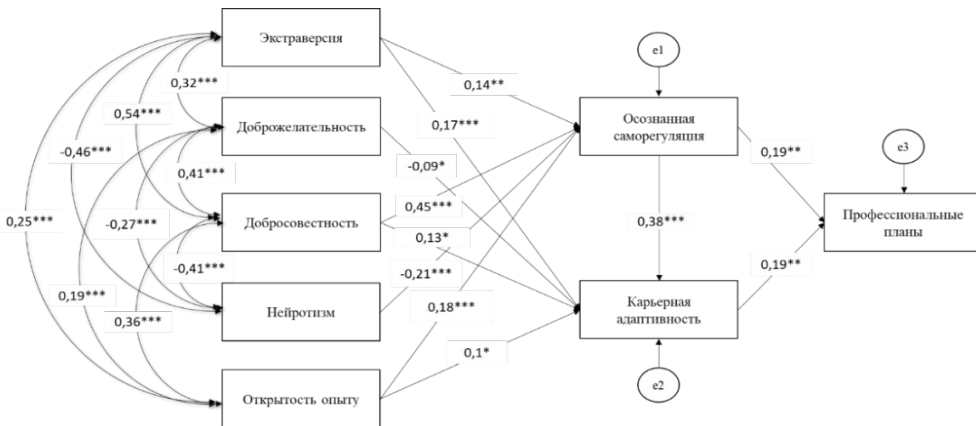 Экстраверсия
e1
0,32***
0,14**
0,54***
Доброжелательность
0,17***
Осознанная
саморегуляция
-0,46***
-0,09*
0,19**
e3
0,41***
0,45***
0,25***
-0,27***
Добросовестность
0,13*
0,38***
Профессиональные
планы
-0,41***
-0,21***
0,19**
0,19***
Нейротизм
0,18***
Карьерная
адаптивность
0,36***
0,1*
e2
Открытость опыту